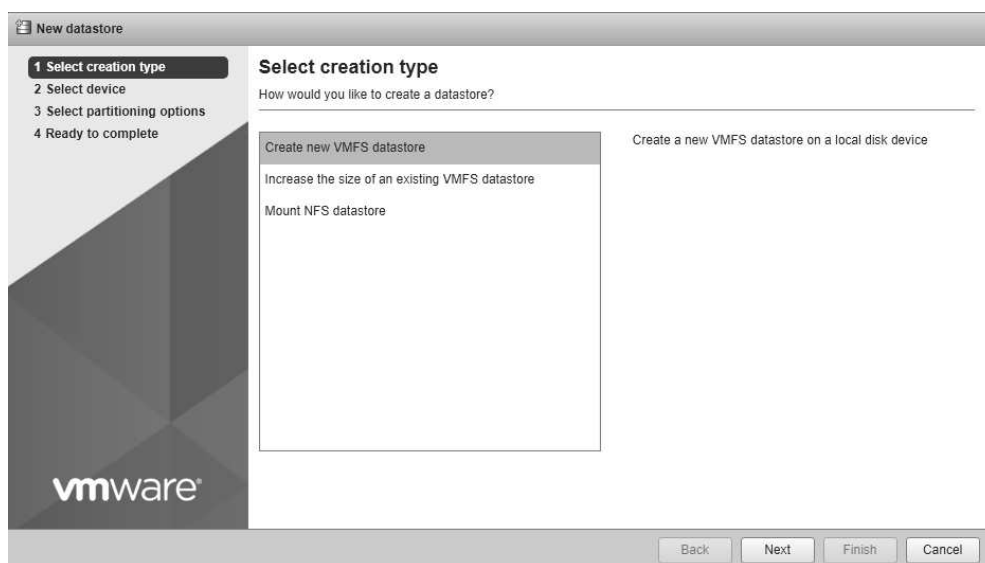 New datastore
1 Select creation type
2 Select device
3 Select partitioning options
4 Ready to complete
Select creation type
How would you like to create a datastore?
Create new VMFS datastore
Increase the size of an existing VMFS datastore
Mount NFS datastore
Create a new VMFS datastore on a local disk device
vmware®
Back
Next
Finish
Cancel